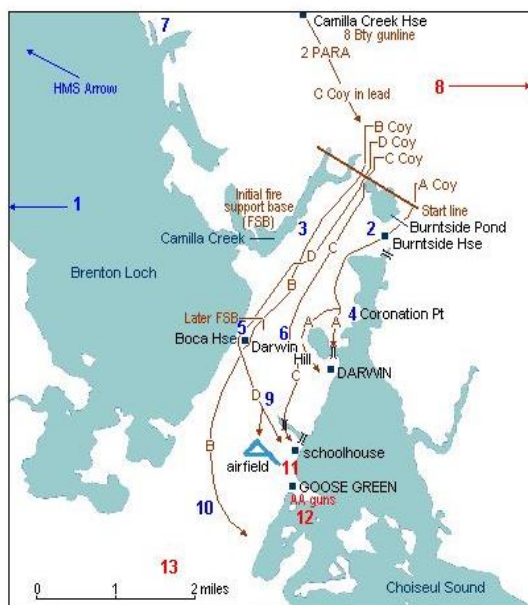 Camilla Creek Hse
8 Bty gunline
7
2 PARA
HMS Arrow
8
C Coy in lead
B Coy
D Coy
C Coy
A Coy
Initial fire
support base
(FSB)
Start line
1
3
2
Burntside Pond
Burntside Hse
Camilla Creek
C
D
B
Brenton Loch
Later FSB
4
Coronation Pt
5
6
A
A
Boca Hse
Darwin
Hill
DARWIN
C
D
9
B
airfield
11
schoolhouse
10
GOOSE GREEN
AA guns
12
13
0 1 2 miles
Choiseul Sound